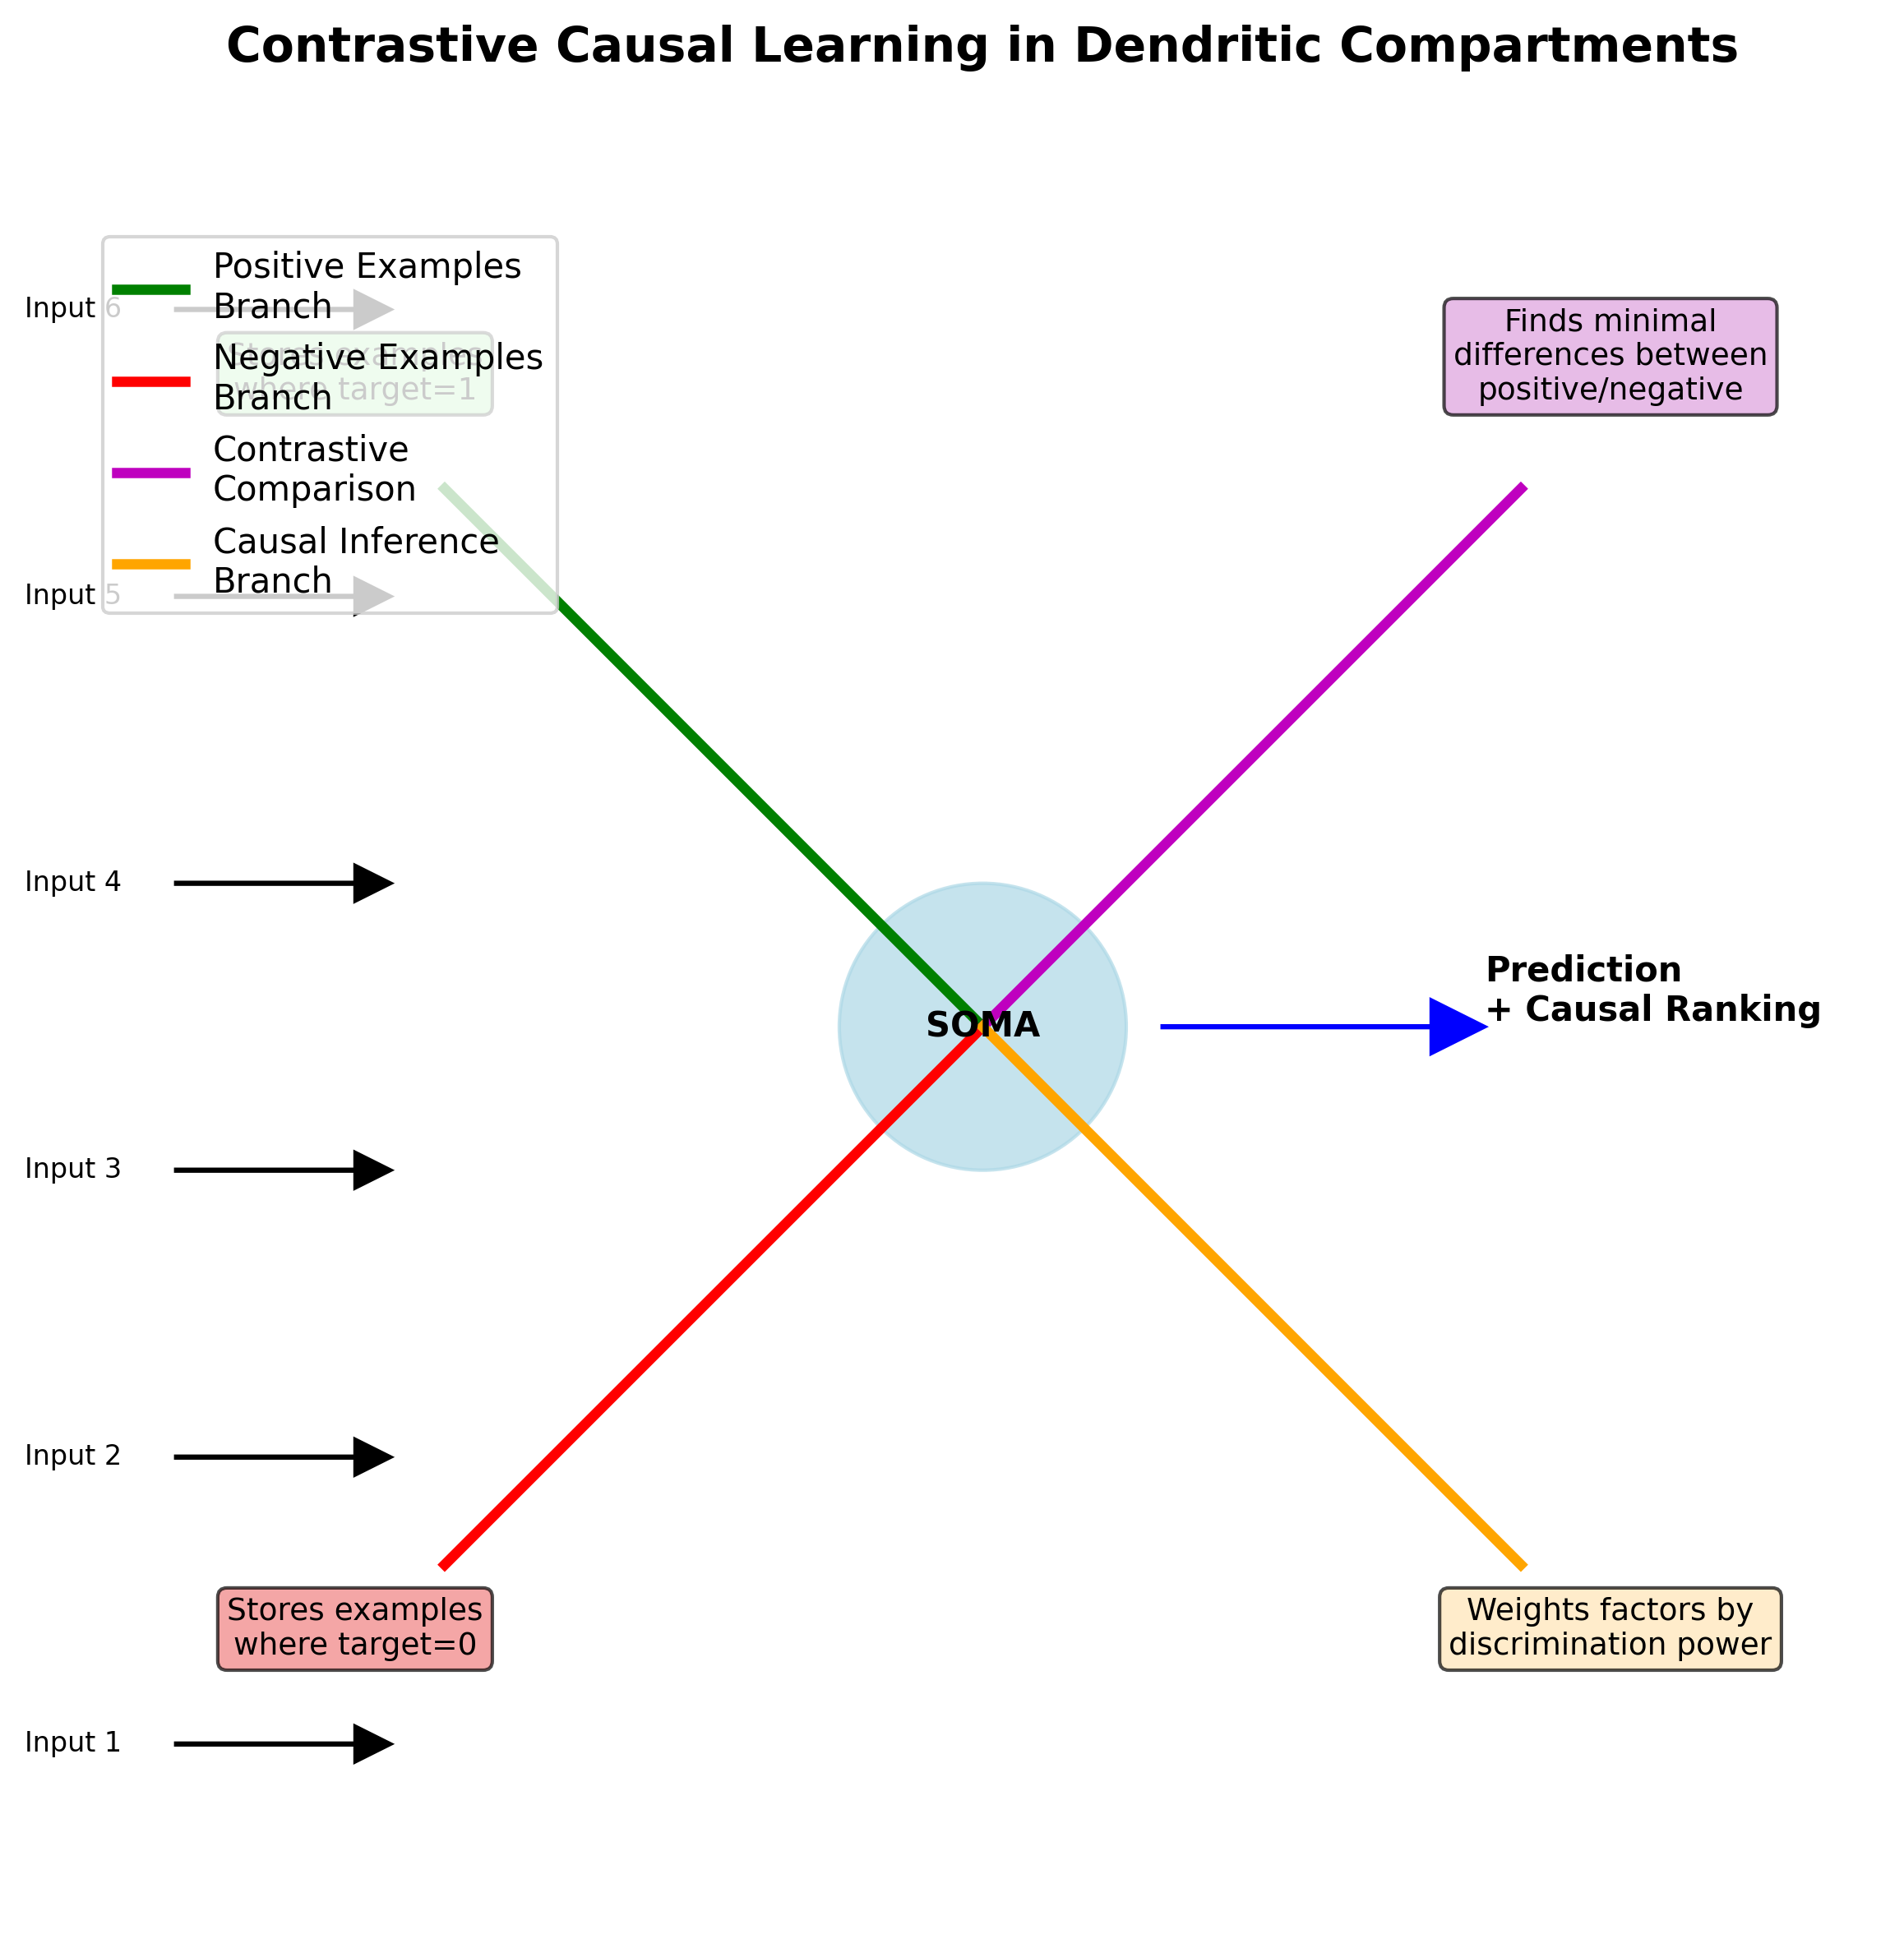 Contrastive Causal Learning in Dendritic Compartments
Positive Examples
Branch
Negative Examples
Branch
Contrastive
Comparison
Causal Inference
Branch
Input 6
Stores examples
where target=1
Input 5
Input 4
Input 3
Input 2
Input 1
Finds minimal
differences between
positive/negative
SOMA
Prediction
+ Causal Ranking
Stores examples
where target=0
Weights factors by
discrimination power